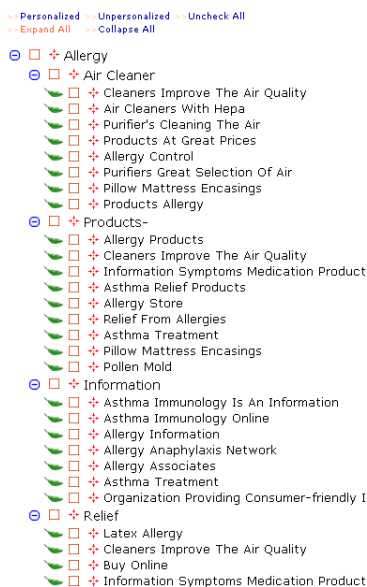 >>Personalized >>Unpersonalized >>Uncheck All
>>Expand All >>Collapse All
Allergy
Air Cleaner
Cleaners Improve The Air Quality
Air Cleaners With Hepa
Purifier's Cleaning The Air
Products At Great Prices
Allergy Control
Purifiers Great Selection Of Air
Pillow Mattress Encasings
Products Allergy
Products-
Allergy Products
Cleaners Improve The Air Quality
Information Symptoms Medication Product
Asthma Relief Products
Allergy Store
Relief From Allergies
Asthma Treatment
Pillow Mattress Encasings
Pollen Mold
Information
Asthma Immunology Is An Information
Asthma Immunology Online
Allergy Information
Allergy Anaphylaxis Network
Allergy Associates
Asthma Treatment
Organization Providing Consumer-friendly I
Relief
Latex Allergy
Cleaners Improve The Air Quality
Buy Online
Information Symptoms Medication Product